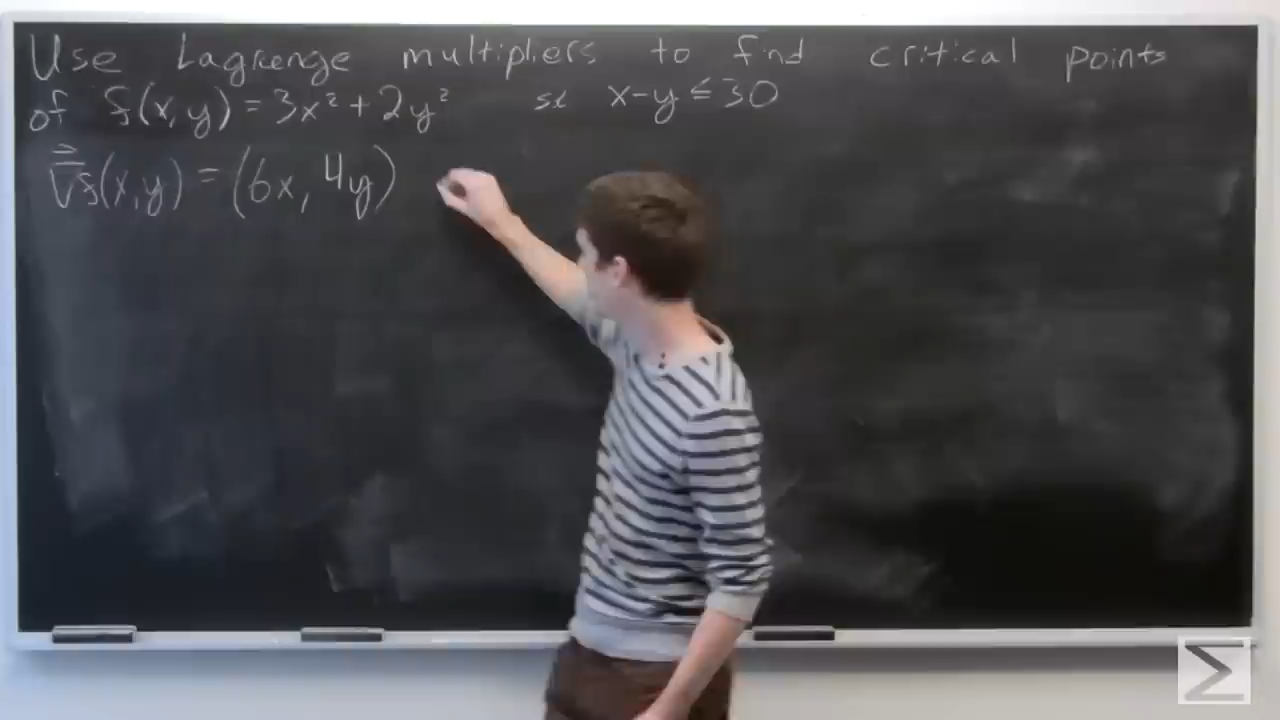 Use Lagrange multipliers to find critical points
of f(x,y) = 3x² + 2y² st x-y ≤ 30
∇⃗f(x,y) = (6x, 4y)
Σ